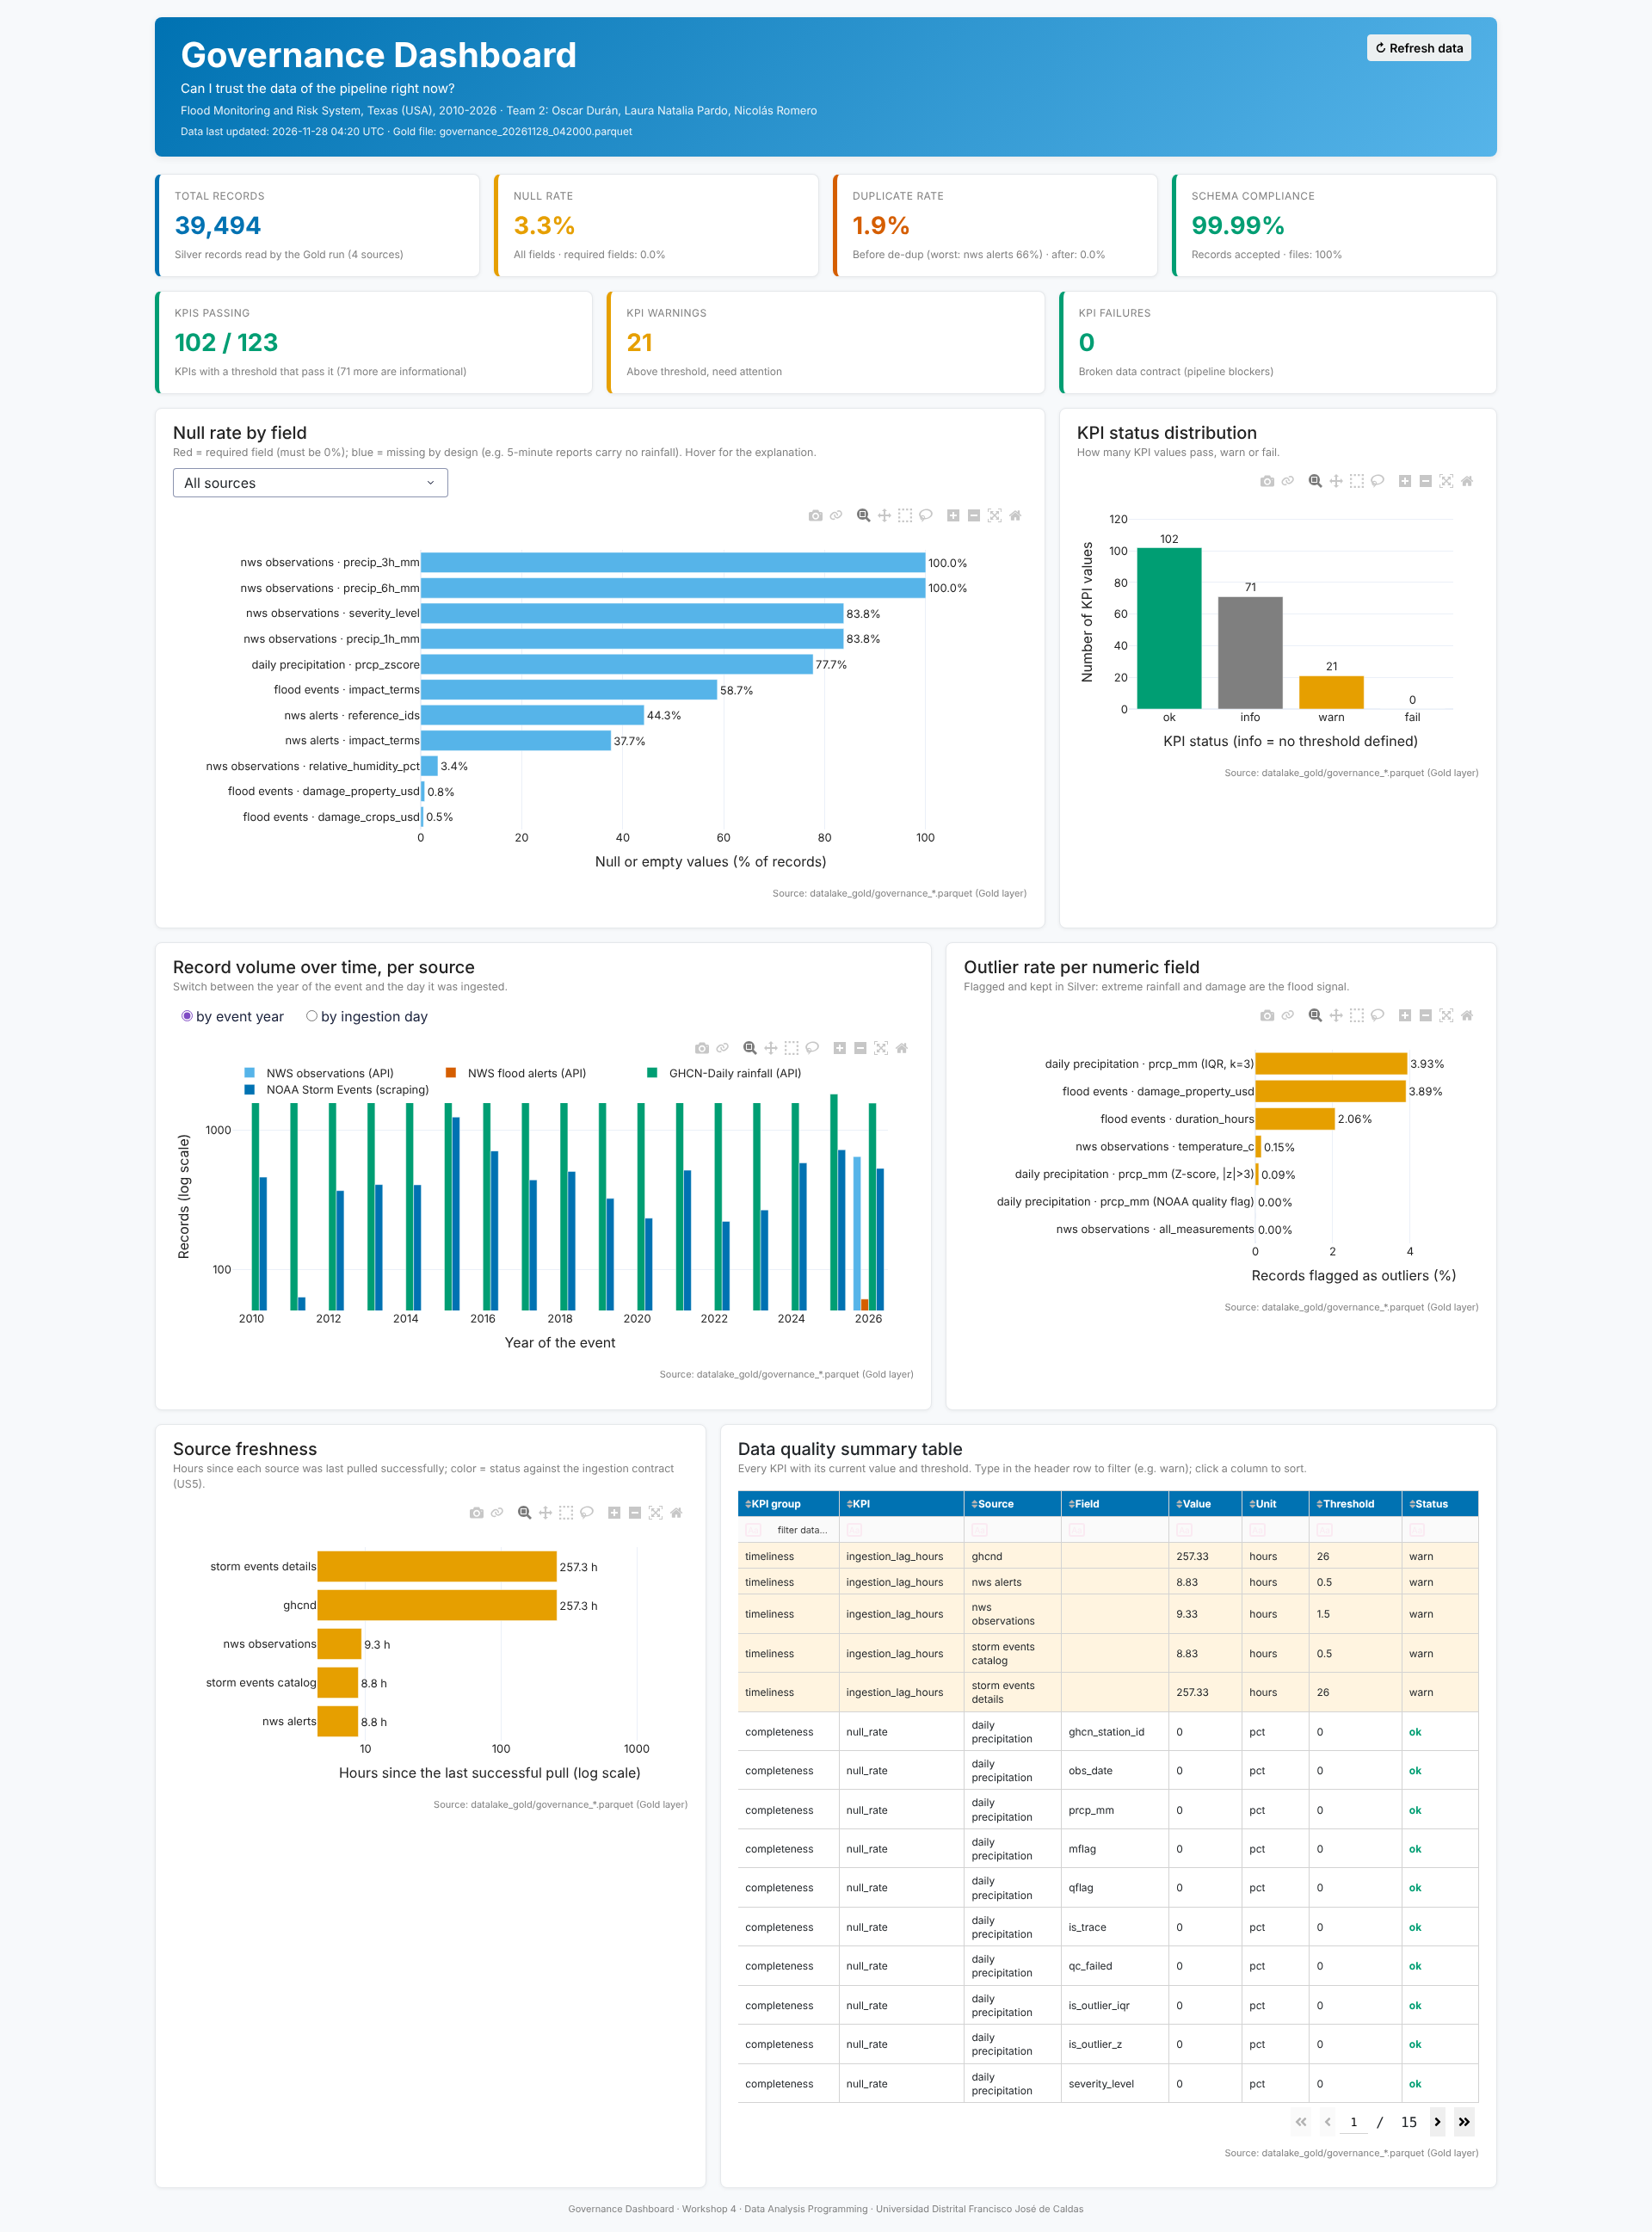 Governance Dashboard
↻ Refresh data
Can I trust the data of the pipeline right now?
Flood Monitoring and Risk System, Texas (USA), 2010-2026 · Team 2: Oscar Durán, Laura Natalia Pardo, Nicolás Romero
Data last updated: 2026-11-28 04:20 UTC · Gold file: governance_20261128_042000.parquet
TOTAL RECORDS
39,494
Silver records read by the Gold run (4 sources)
NULL RATE
3.3%
All fields · required fields: 0.0%
DUPLICATE RATE
1.9%
Before de-dup (worst: nws alerts 66%) · after: 0.0%
SCHEMA COMPLIANCE
99.99%
Records accepted · files: 100%
KPIS PASSING
102 / 123
KPIs with a threshold that pass it (71 more are informational)
KPI WARNINGS
21
Above threshold, need attention
KPI FAILURES
0
Broken data contract (pipeline blockers)
Null rate by field
Red = required field (must be 0%); blue = missing by design (e.g. 5-minute reports carry no rainfall). Hover for the explanation.
All sources
nws observations · precip_3h_mm 100.0%
nws observations · precip_6h_mm 100.0%
nws observations · severity_level 83.8%
nws observations · precip_1h_mm 83.8%
daily precipitation · prcp_zscore 77.7%
flood events · impact_terms 58.7%
nws alerts · reference_ids 44.3%
nws alerts · impact_terms 37.7%
nws observations · relative_humidity_pct 3.4%
flood events · damage_property_usd 0.8%
flood events · damage_crops_usd 0.5%
0 20 40 60 80 100
Null or empty values (% of records)
Source: datalake_gold/governance_*.parquet (Gold layer)
KPI status distribution
How many KPI values pass, warn or fail.
Number of KPI values
120
100
80
60
40
20
0
102
71
21
0
ok info warn fail
KPI status (info = no threshold defined)
Source: datalake_gold/governance_*.parquet (Gold layer)
Record volume over time, per source
Switch between the year of the event and the day it was ingested.
by event year by ingestion day
NWS observations (API) NWS flood alerts (API) GHCN-Daily rainfall (API)
NOAA Storm Events (scraping)
Records (log scale)
1000
100
2010 2012 2014 2016 2018 2020 2022 2024 2026
Year of the event
Source: datalake_gold/governance_*.parquet (Gold layer)
Outlier rate per numeric field
Flagged and kept in Silver: extreme rainfall and damage are the flood signal.
daily precipitation · prcp_mm (IQR, k=3) 3.93%
flood events · damage_property_usd 3.89%
flood events · duration_hours 2.06%
nws observations · temperature_c 0.15%
daily precipitation · prcp_mm (Z-score, |z|>3) 0.09%
daily precipitation · prcp_mm (NOAA quality flag) 0.00%
nws observations · all_measurements 0.00%
0 2 4
Records flagged as outliers (%)
Source: datalake_gold/governance_*.parquet (Gold layer)
Source freshness
Hours since each source was last pulled successfully; color = status against the ingestion contract
(US5).
storm events details 257.3 h
ghcnd 257.3 h
nws observations 9.3 h
storm events catalog 8.8 h
nws alerts 8.8 h
10 100 1000
Hours since the last successful pull (log scale)
Source: datalake_gold/governance_*.parquet (Gold layer)
Data quality summary table
Every KPI with its current value and threshold. Type in the header row to filter (e.g. warn); click a column to sort.
KPI group KPI Source Field Value Unit Threshold Status
filter data...
timeliness ingestion_lag_hours ghcnd 257.33 hours 26 warn
timeliness ingestion_lag_hours nws alerts 8.83 hours 0.5 warn
timeliness ingestion_lag_hours nws observations 9.33 hours 1.5 warn
timeliness ingestion_lag_hours storm events catalog 8.83 hours 0.5 warn
timeliness ingestion_lag_hours storm events details 257.33 hours 26 warn
completeness null_rate daily precipitation ghcn_station_id 0 pct 0 ok
completeness null_rate daily precipitation obs_date 0 pct 0 ok
completeness null_rate daily precipitation prcp_mm 0 pct 0 ok
completeness null_rate daily precipitation mflag 0 pct 0 ok
completeness null_rate daily precipitation qflag 0 pct 0 ok
completeness null_rate daily precipitation is_trace 0 pct 0 ok
completeness null_rate daily precipitation qc_failed 0 pct 0 ok
completeness null_rate daily precipitation is_outlier_iqr 0 pct 0 ok
completeness null_rate daily precipitation is_outlier_z 0 pct 0 ok
completeness null_rate daily precipitation severity_level 0 pct 0 ok
1 / 15
Source: datalake_gold/governance_*.parquet (Gold layer)
Governance Dashboard · Workshop 4 · Data Analysis Programming · Universidad Distrital Francisco José de Caldas